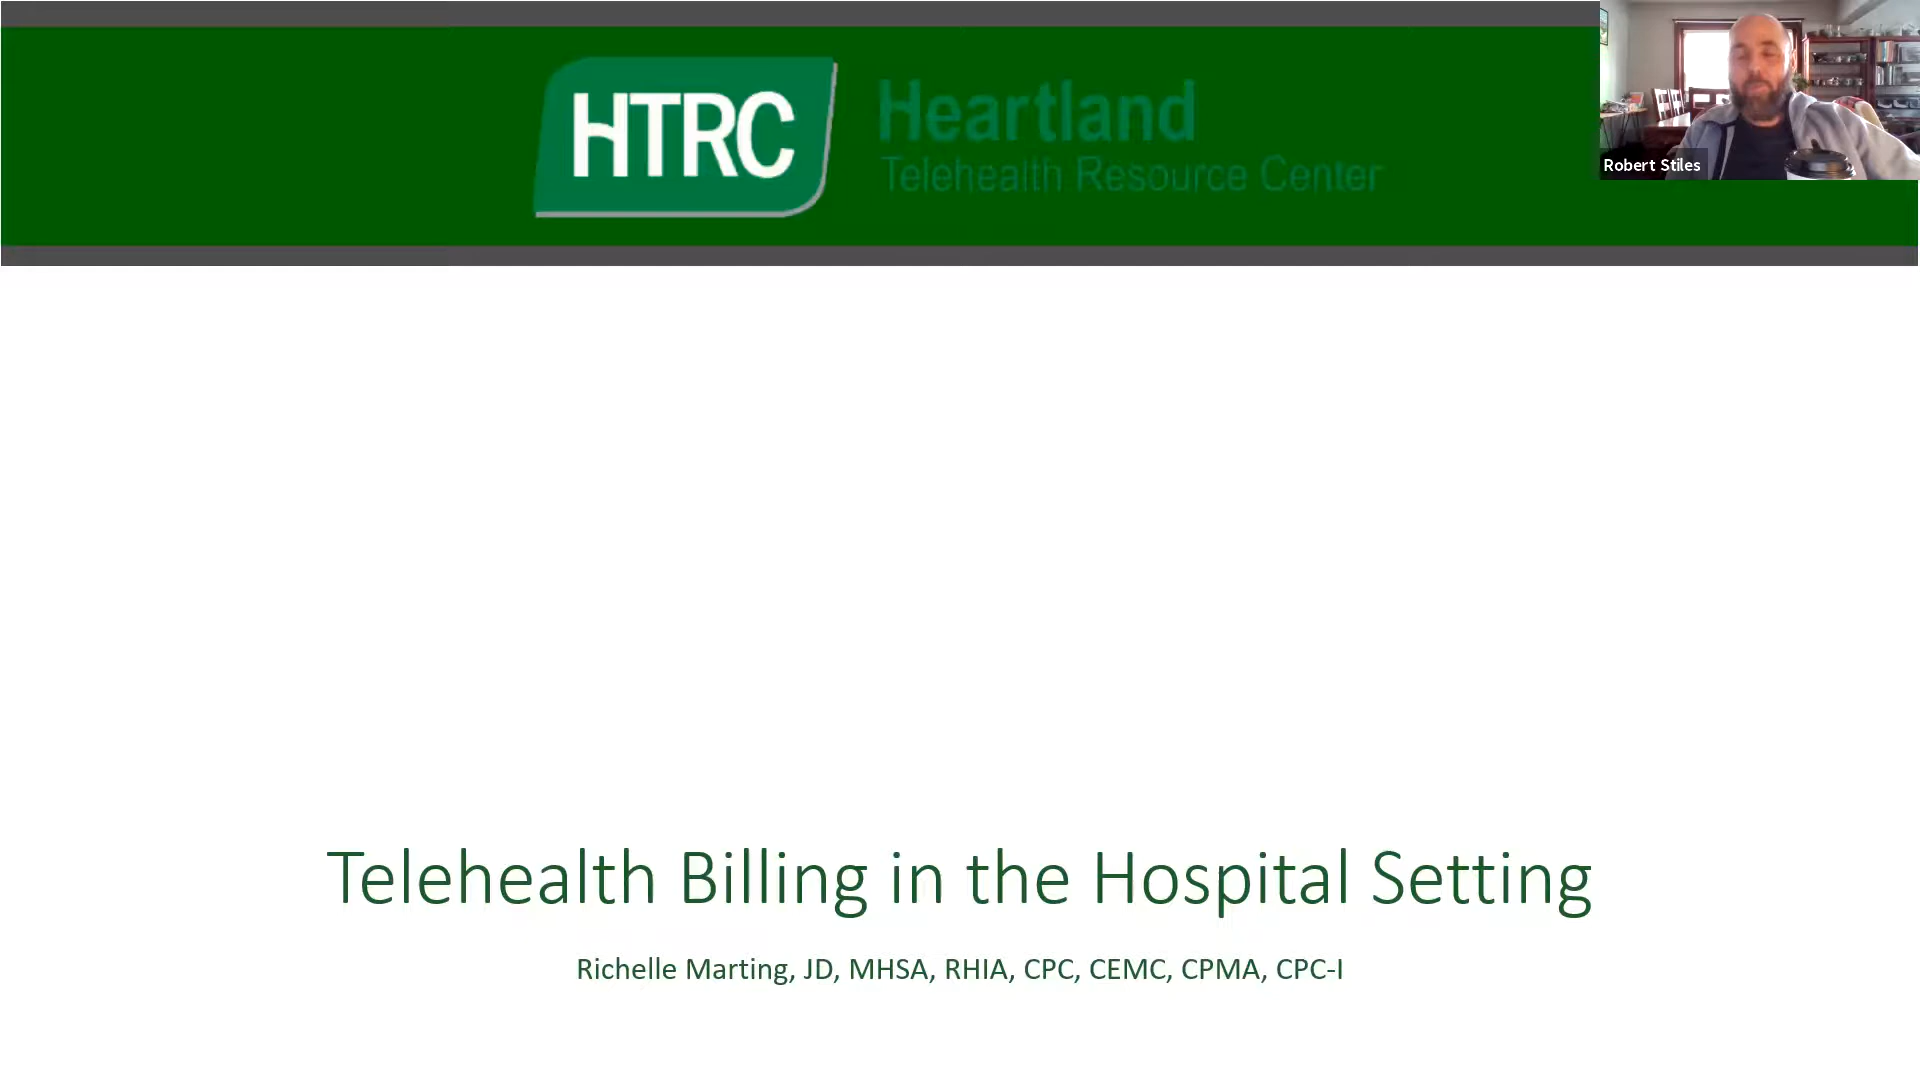 HTRC
Heartland
Telehealth Resource Center
Robert Stiles
Telehealth Billing in the Hospital Setting
Richelle Marting, JD, MHSA, RHIA, CPC, CEMC, CPMA, CPC-I